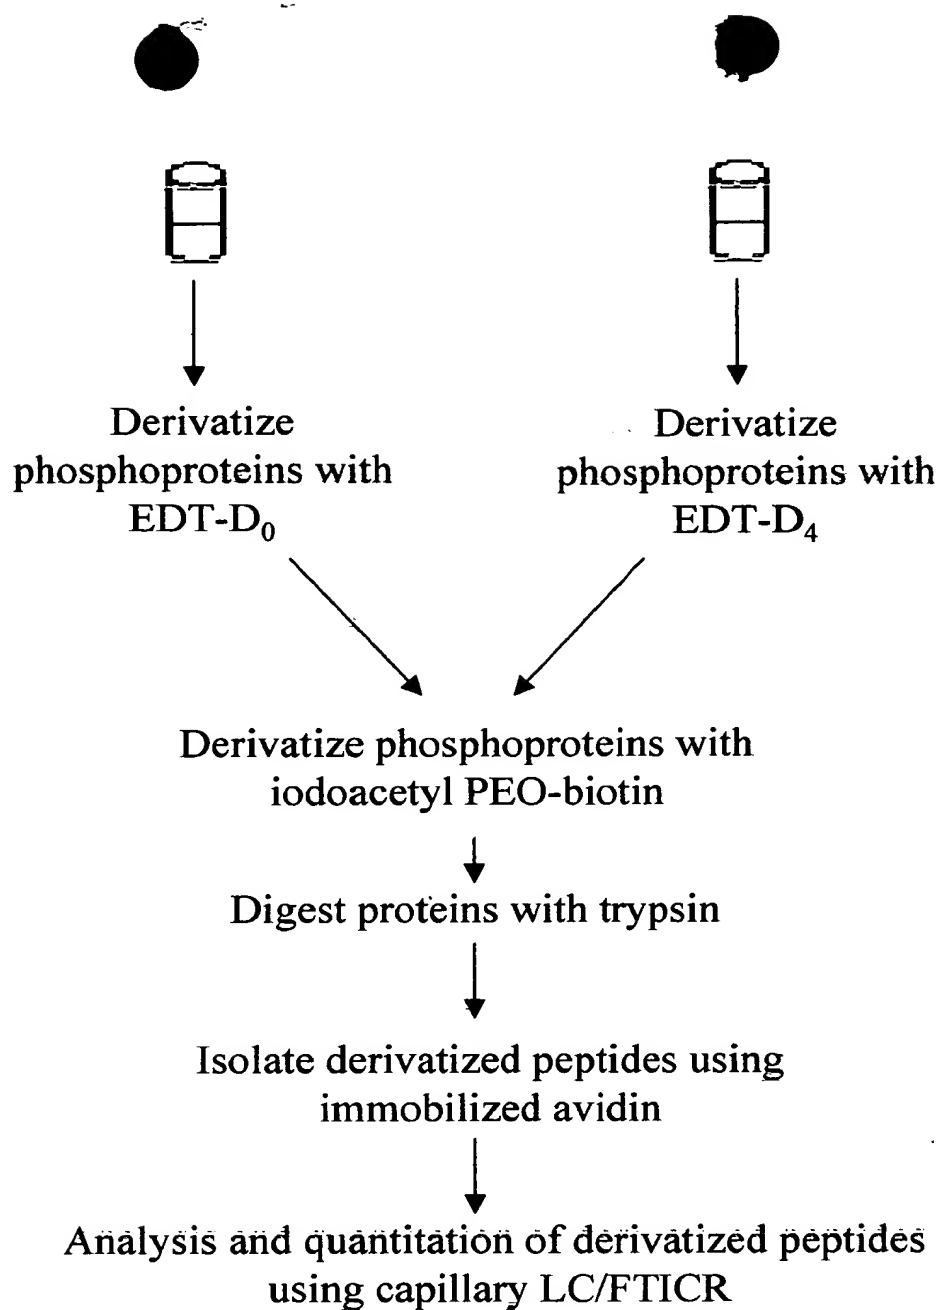 Derivatize
phosphoproteins with
EDT-D₀
Derivatize
phosphoproteins with
EDT-D₄
Derivatize phosphoproteins with
iodoacetyl PEO-biotin
Digest proteins with trypsin
Isolate derivatized peptides using
immobilized avidin
Analysis and quantitation of derivatized peptides
using capillary LC/FTICR